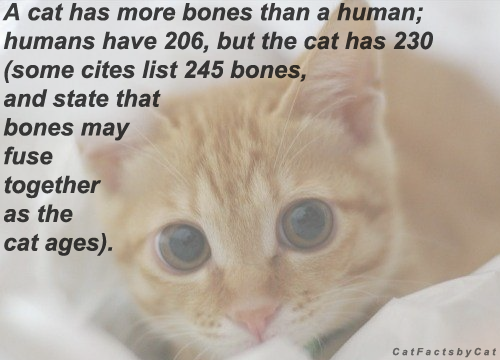 A cat has more bones than a human;
humans have 206, but the cat has 230
(some cites list 245 bones,
and state that
bones may
fuse
together
as the
cat ages).
CatFactsbyCat